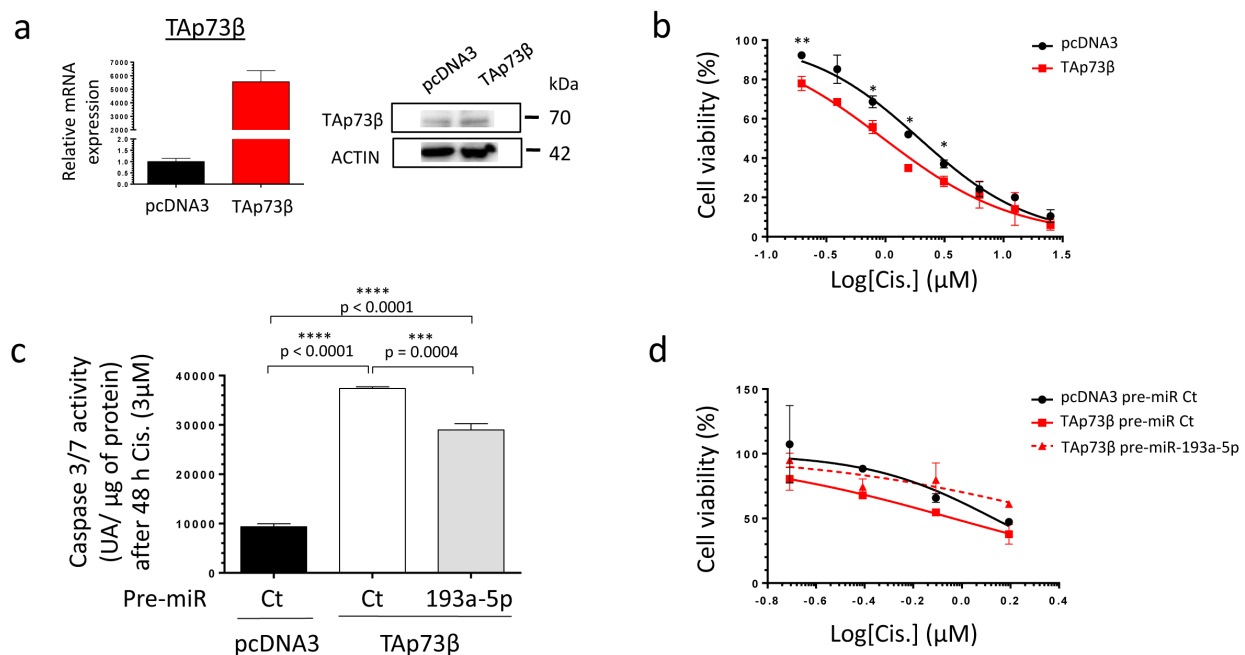 a
TAp73β
Relative mRNA
expression
7000
6000
5000
4000
3000
2000
2.0
1.5
1.0
0.5
0.0
pcDNA3
TAp73β
pcDNA3
TAp73β
kDa
TAp73β
70
ACTIN
42
b
Cell viability (%)
100
80
60
40
20
0
**
*
*
*
pcDNA3
TAp73β
-1.0
-0.5
0.0
0.5
1.0
1.5
Log[Cis.] (μM)
c
Caspase 3/7 activity
(UA/ μg of protein)
after 48 h Cis. (3μM)
****
p < 0.0001
****
p < 0.0001
***
p = 0.0004
40000
30000
20000
10000
0
Pre-miR
Ct
Ct
193a-5p
pcDNA3
TAp73β
d
Cell viability (%)
150
100
50
0
pcDNA3 pre-miR Ct
TAp73β pre-miR Ct
TAp73β pre-miR-193a-5p
-0.8
-0.6
-0.4
-0.2
0.0
0.2
0.4
Log[Cis.] (μM)